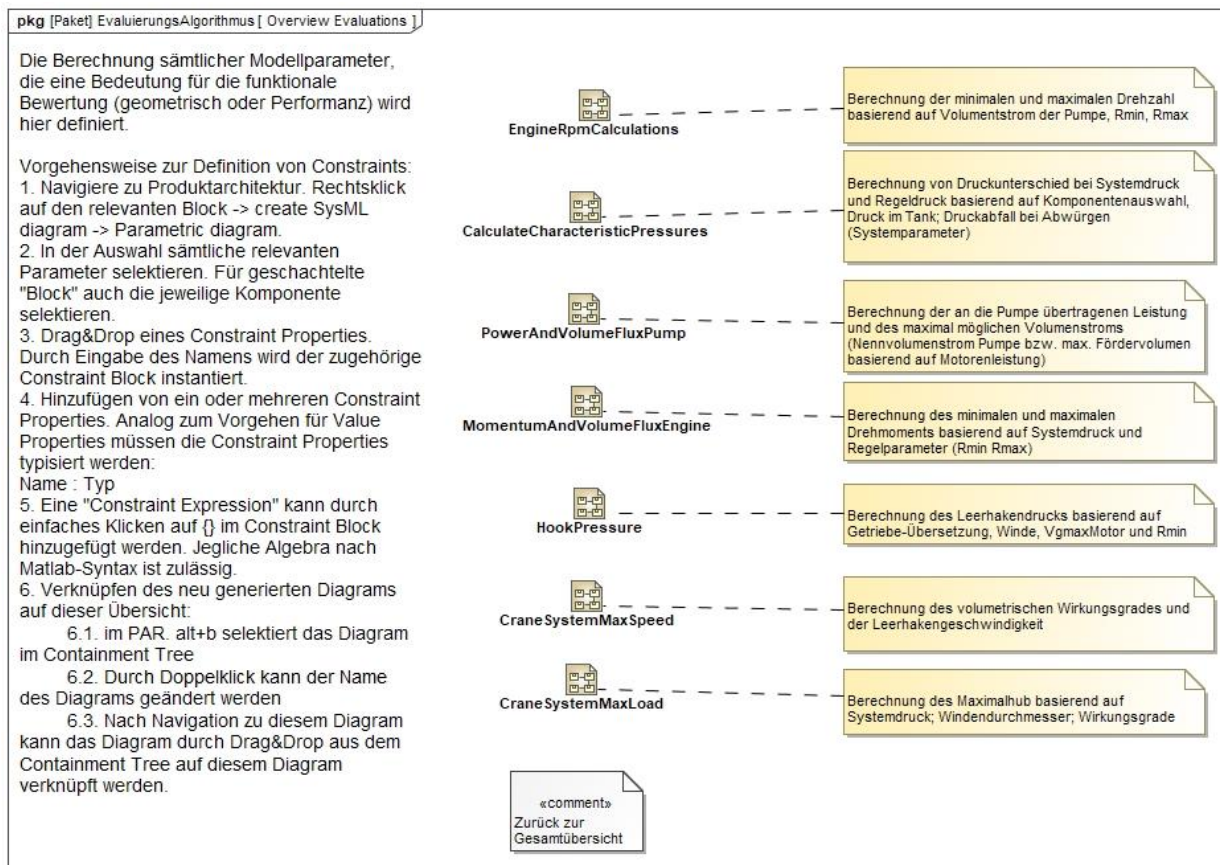 pkg [Paket] EvaluierungsAlgorithmus [ Overview Evaluations ]
Die Berechnung sämtlicher Modellparameter,
die eine Bedeutung für die funktionale
Bewertung (geometrisch oder Performanz) wird
hier definiert.
Vorgehensweise zur Definition von Constraints:
1. Navigiere zu Produktarchitektur. Rechtsklick
auf den relevanten Block -> create SysML
diagram -> Parametric diagram.
2. In der Auswahl sämtliche relevanten
Parameter selektieren. Für geschachtelte
"Block" auch die jeweilige Komponente
selektieren.
3. Drag&Drop eines Constraint Properties.
Durch Eingabe des Namens wird der zugehörige
Constraint Block instantiert.
4. Hinzufügen von ein oder mehreren Constraint
Properties. Analog zum Vorgehen für Value
Properties müssen die Constraint Properties
typisiert werden:
Name : Typ
5. Eine "Constraint Expression" kann durch
einfaches Klicken auf {} im Constraint Block
hinzugefügt werden. Jegliche Algebra nach
Matlab-Syntax ist zulässig.
6. Verknüpfen des neu generierten Diagrams
auf dieser Übersicht:
6.1. im PAR. alt+b selektiert das Diagram
im Containment Tree
6.2. Durch Doppelklick kann der Name
des Diagrams geändert werden
6.3. Nach Navigation zu diesem Diagram
kann das Diagram durch Drag&Drop aus dem
Containment Tree auf diesem Diagram
verknüpft werden.
EngineRpmCalculations
Berechnung der minimalen und maximalen Drehzahl
basierend auf Volumentstrom der Pumpe, Rmin, Rmax
CalculateCharacteristicPressures
Berechnung von Druckunterschied bei Systemdruck
und Regeldruck basierend auf Komponentenauswahl,
Druck im Tank; Druckabfall bei Abwürgen
(Systemparameter)
PowerAndVolumeFluxPump
Berechnung der an die Pumpe übertragenen Leistung
und des maximal möglichen Volumenstroms
(Nennvolumenstrom Pumpe bzw. max. Fördervolumen
basierend auf Motorenleistung)
MomentumAndVolumeFluxEngine
Berechnung des minimalen und maximalen
Drehmoments basierend auf Systemdruck und
Regelparameter (Rmin Rmax)
HookPressure
Berechnung des Leerhakendrucks basierend auf
Getriebe-Übersetzung, Winde, VgmaxMotor und Rmin
CraneSystemMaxSpeed
Berechnung des volumetrischen Wirkungsgrades und
der Leerhakengeschwindigkeit
CraneSystemMaxLoad
Berechnung des Maximalhub basierend auf
Systemdruck; Windendurchmesser; Wirkungsgrade
«comment»
Zurück zur
Gesamtübersicht